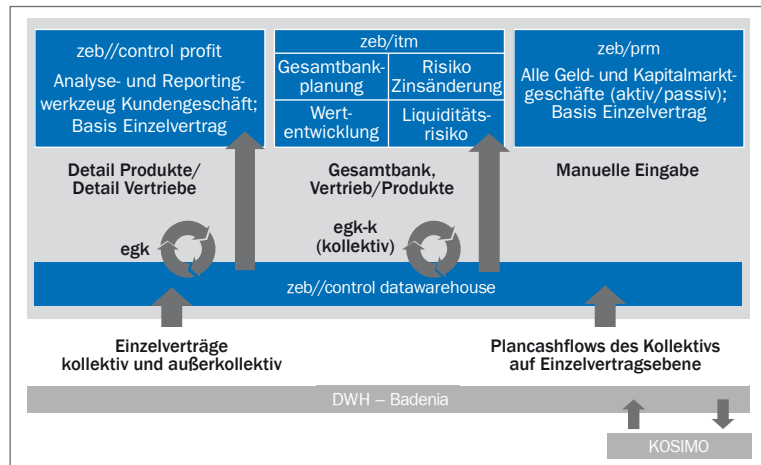 zeb//control profit
Analyse- und Reporting-
werkzeug Kundengeschäft;
Basis Einzelvertrag
zeb/itm
Gesamtbank-
planung
Risiko
Zinsänderung
Wert-
entwicklung
Liquiditäts-
risiko
zeb/prm
Alle Geld- und Kapitalmarkt-
geschäfte (aktiv/passiv);
Basis Einzelvertrag
Detail Produkte/
Detail Vertriebe
Gesamtbank,
Vertrieb/Produkte
Manuelle Eingabe
egk
egk-k
(kollektiv)
zeb//control datawarehouse
Einzelverträge
kollektiv und außerkollektiv
Plancashflows des Kollektivs
auf Einzelvertragsebene
DWH – Badenia
KOSIMO